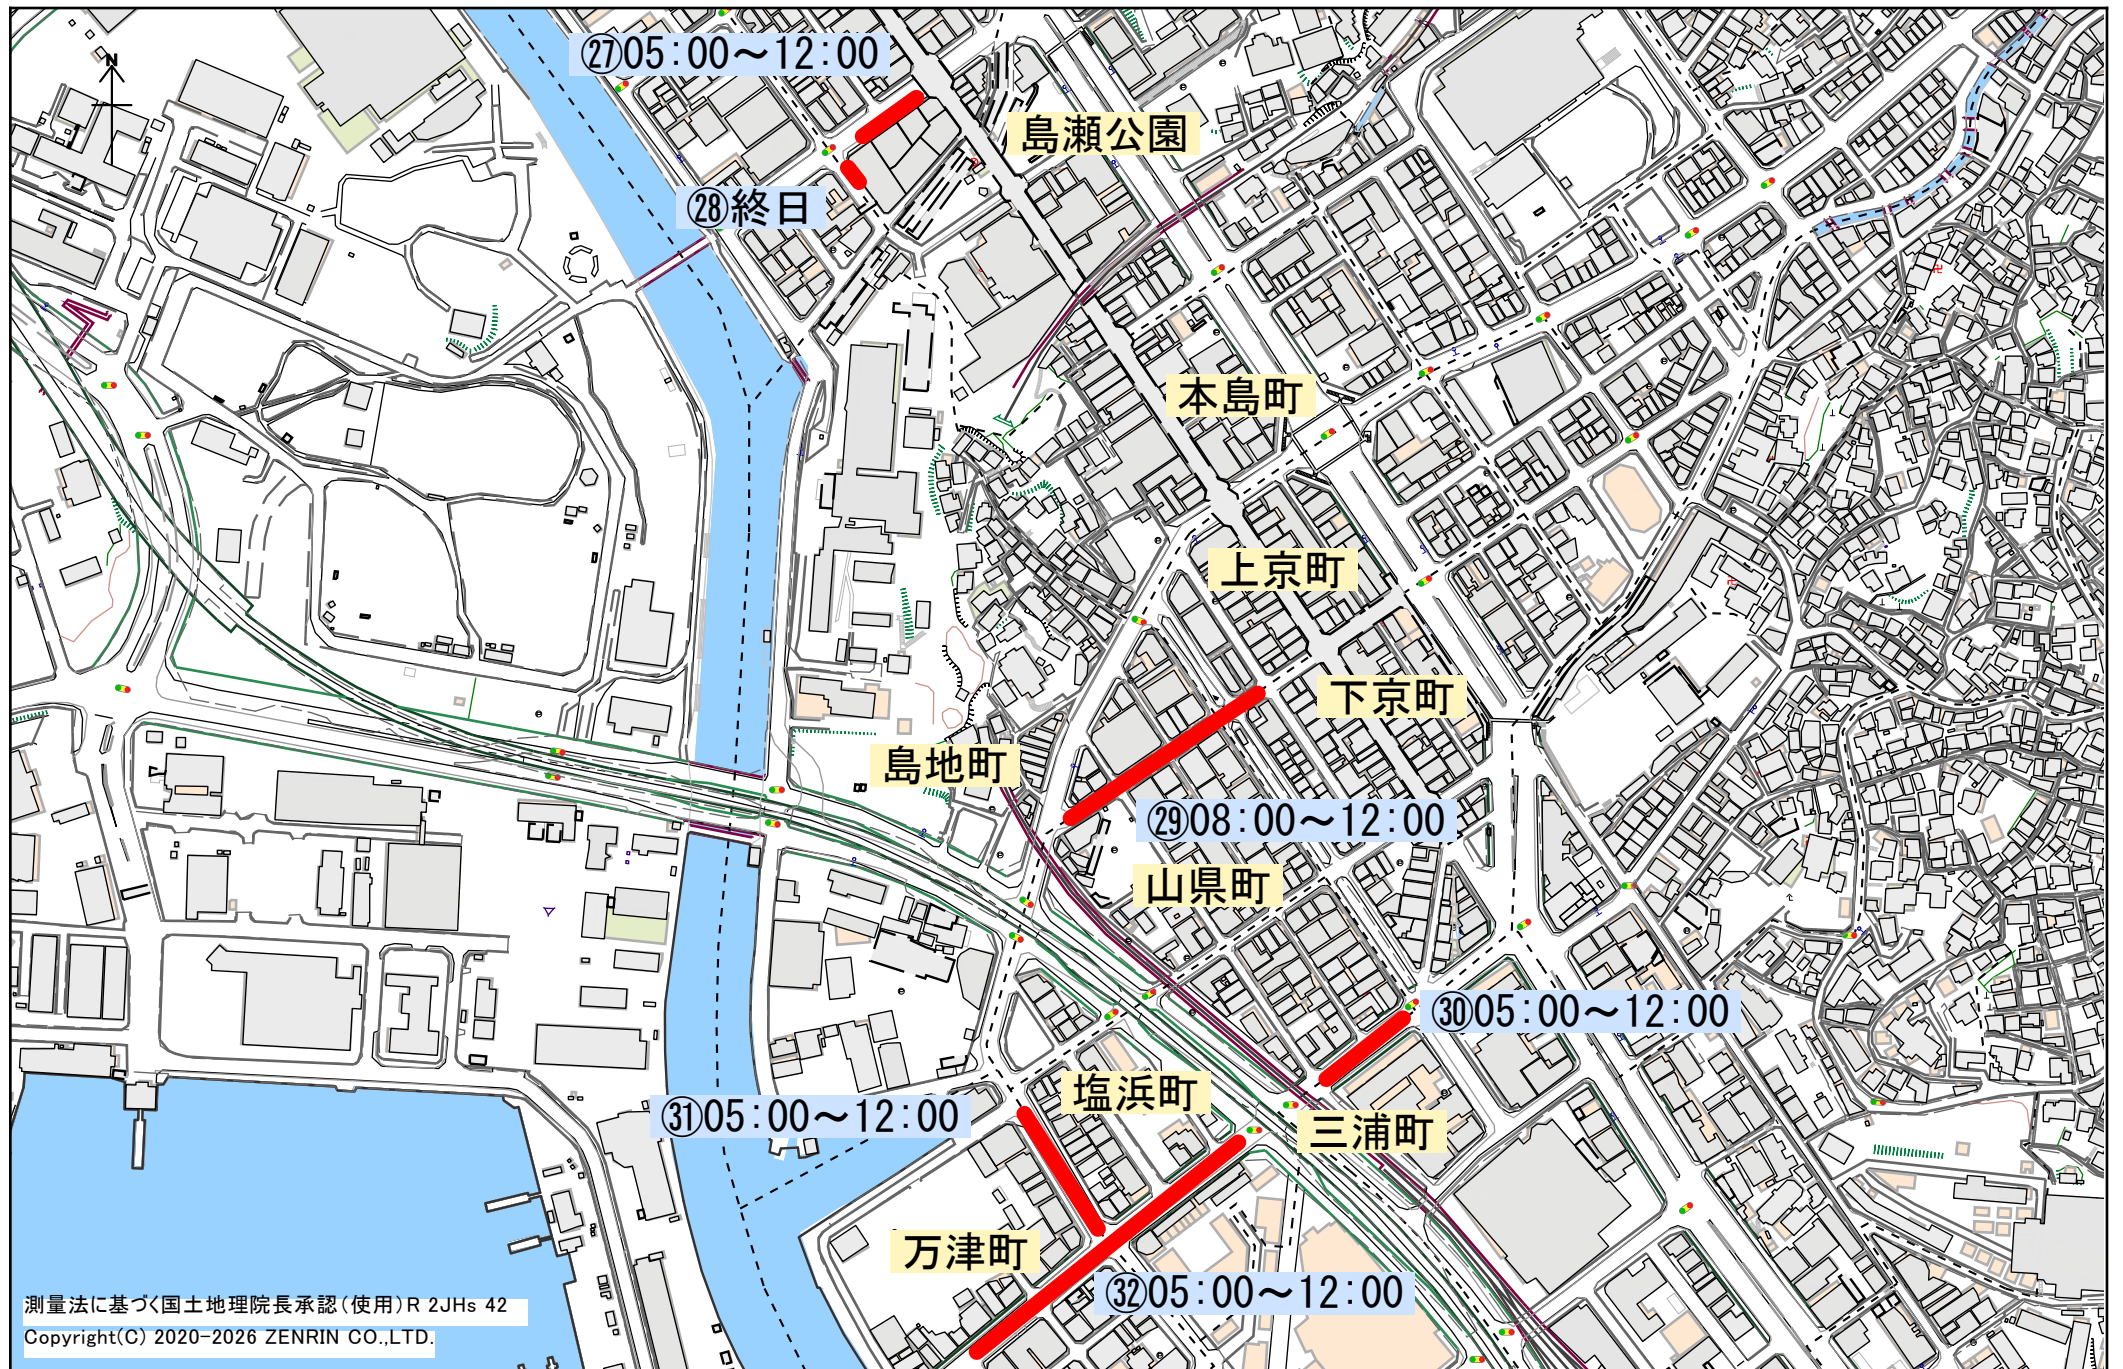 N
㉗05:00～12:00
島瀬公園
㉘終日
本島町
上京町
下京町
島地町
㉙08:00～12:00
山県町
㉚05:00～12:00
塩浜町
㉛05:00～12:00
三浦町
万津町
㉜05:00～12:00
測量法に基づく国土地理院長承認(使用)R 2JHs 42
Copyright(C) 2020-2026 ZENRIN CO.,LTD.